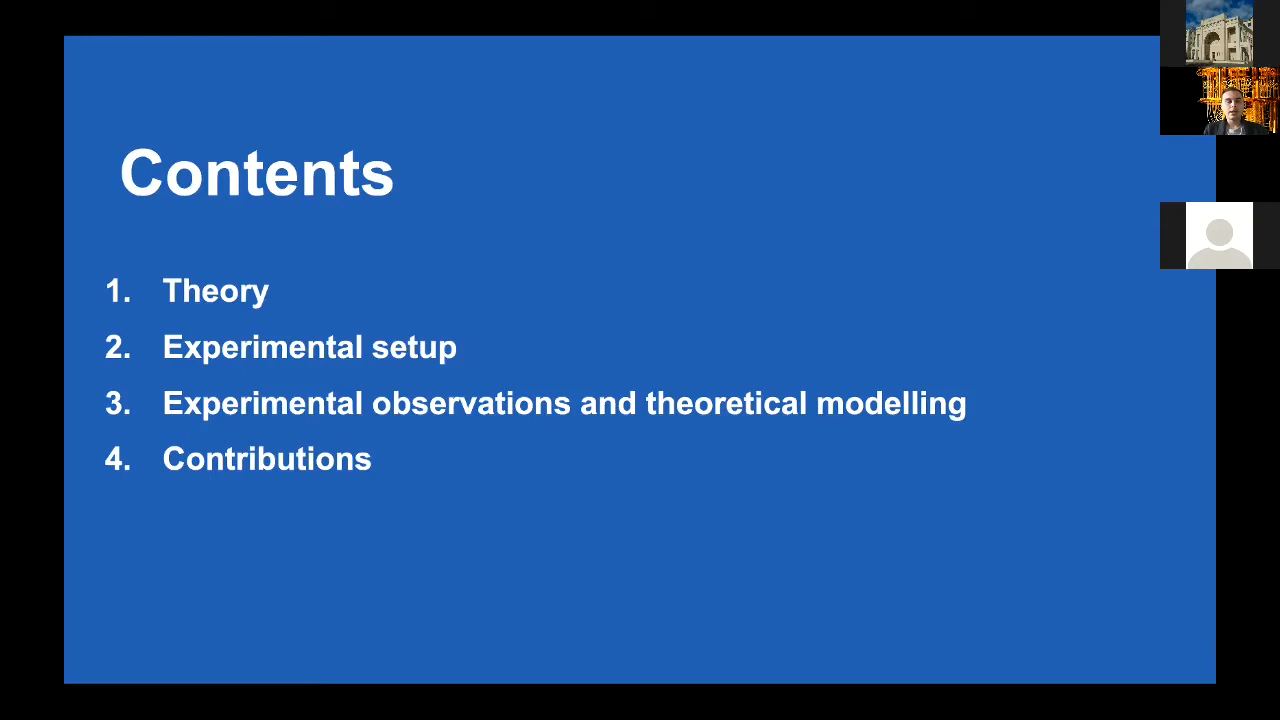 Contents
1. Theory
2. Experimental setup
3. Experimental observations and theoretical modelling
4. Contributions